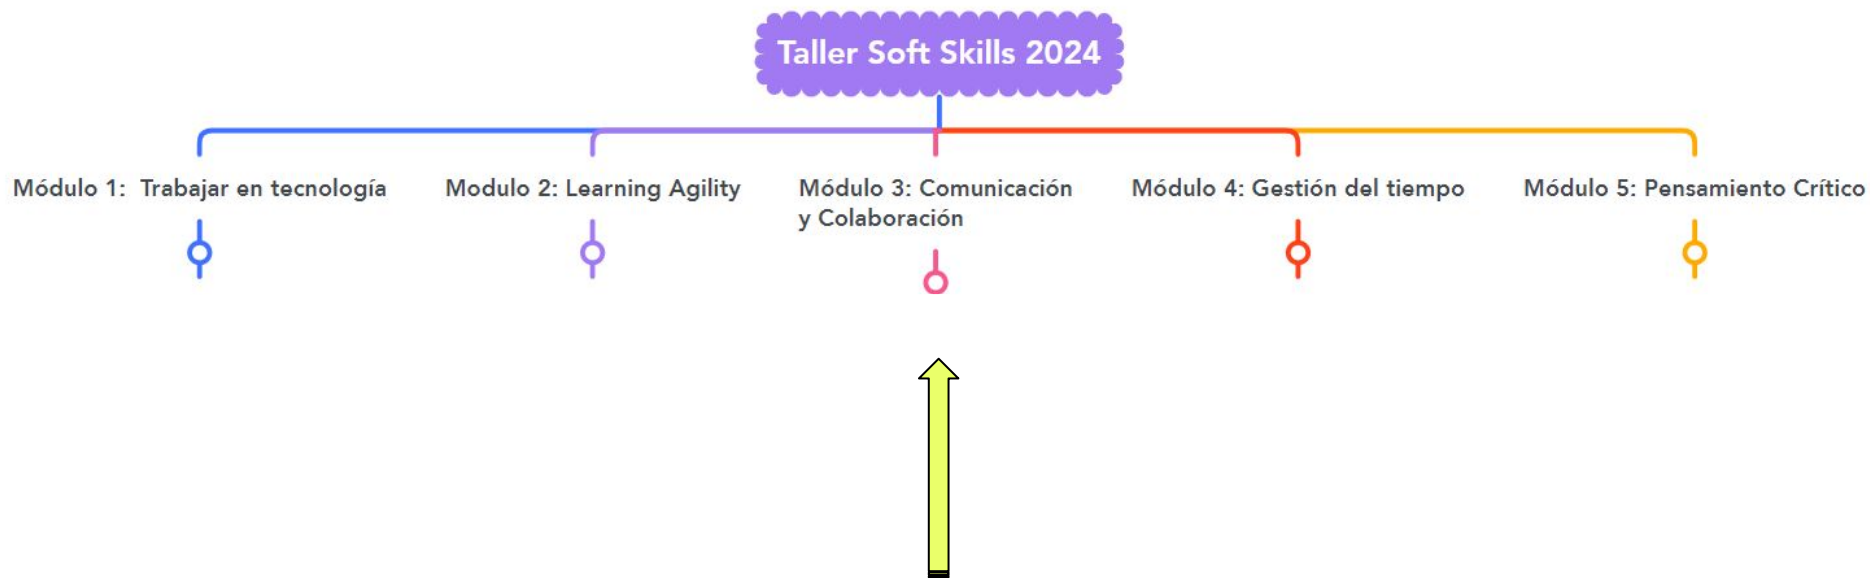 Taller Soft Skills 2024
Módulo 1: Trabajar en tecnología
Modulo 2: Learning Agility
Módulo 3: Comunicación
y Colaboración
Módulo 4: Gestión del tiempo
Módulo 5: Pensamiento Crítico